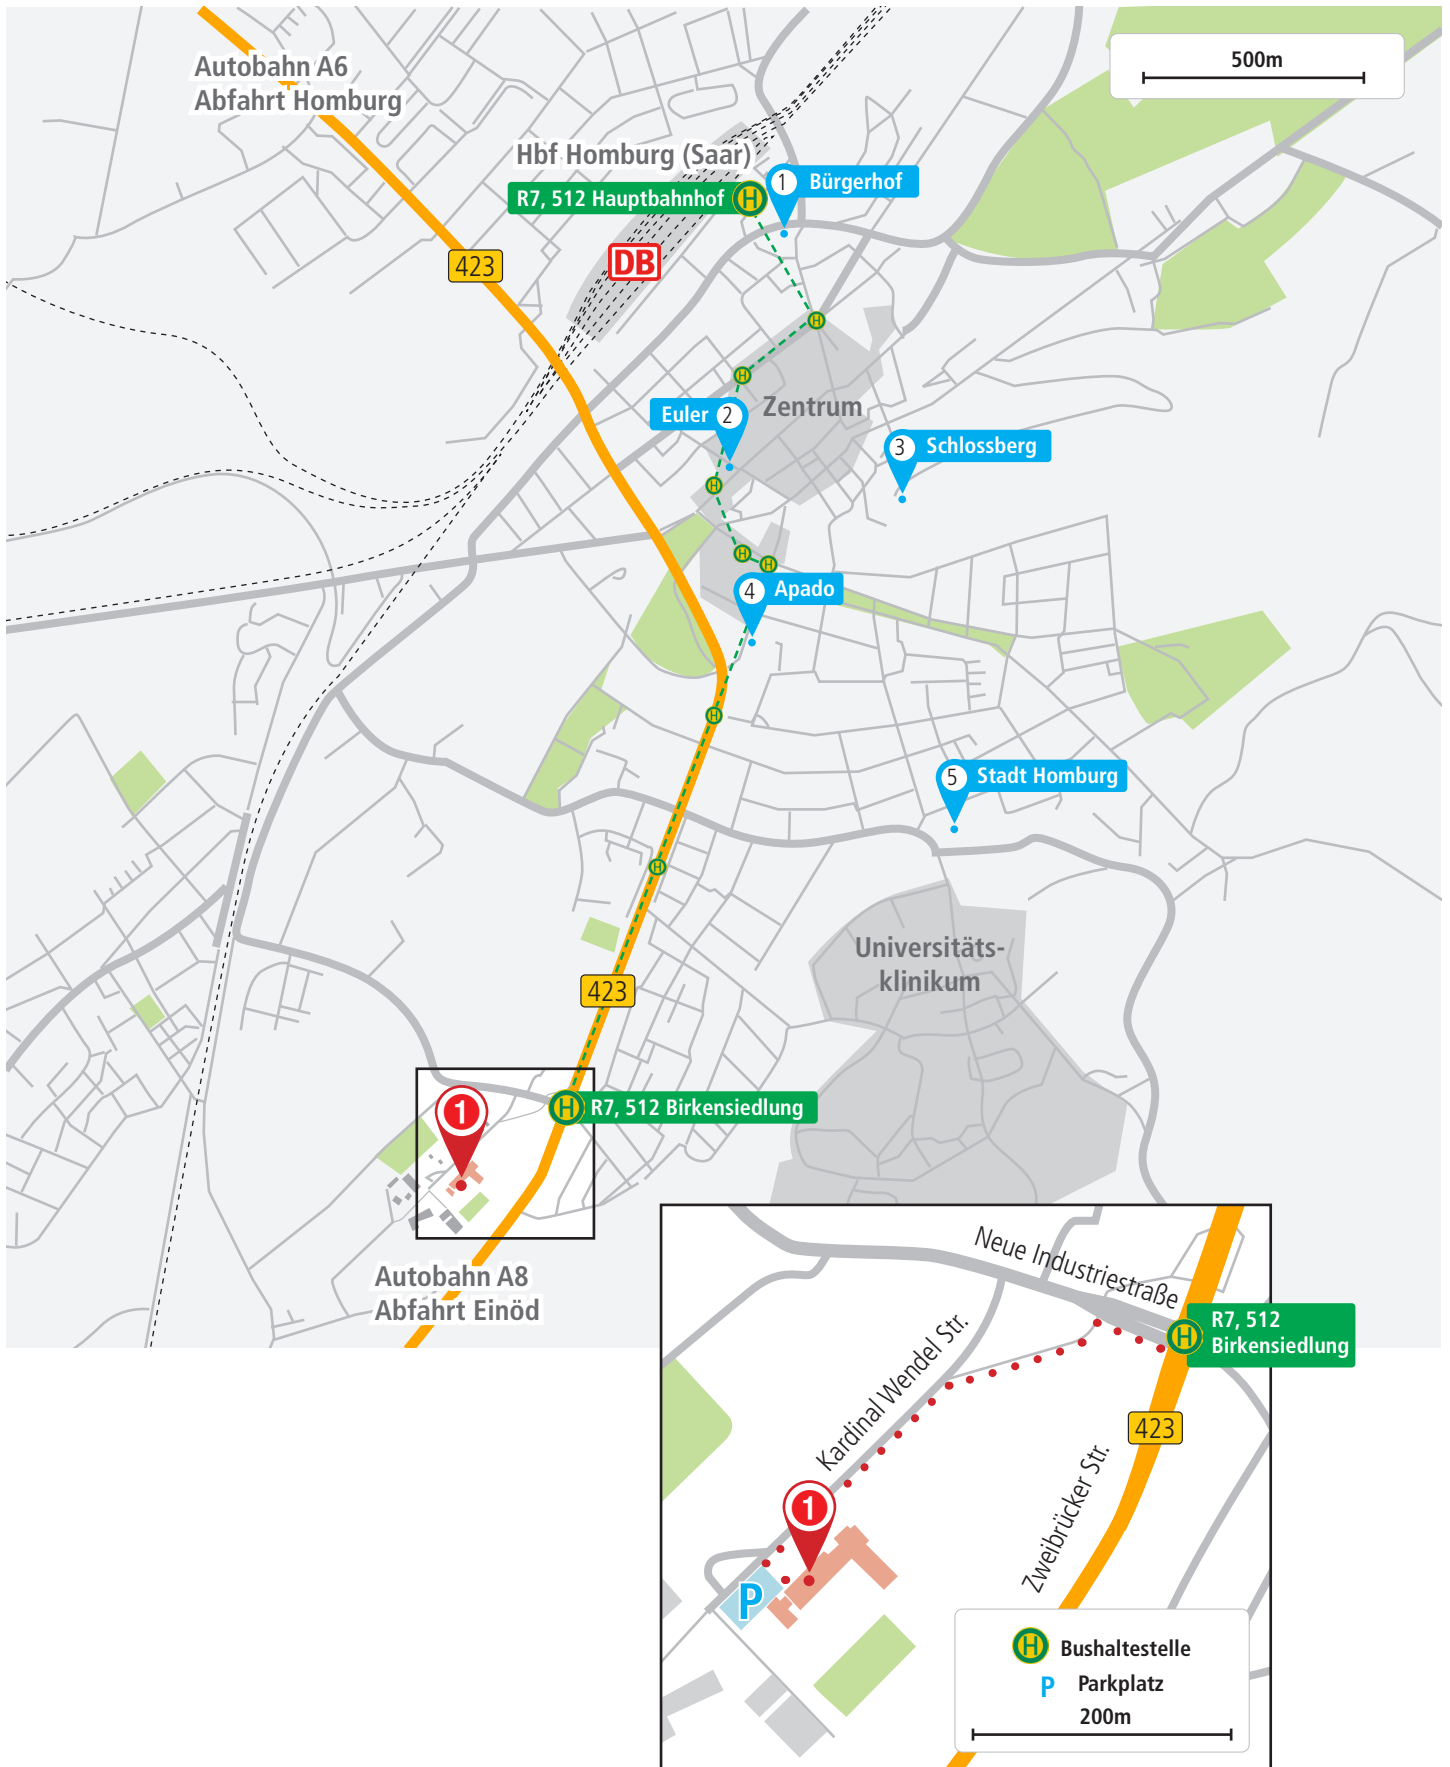 Autobahn A6
Abfahrt Homburg
500m
Hbf Homburg (Saar)
R7, 512 Hauptbahnhof
H
1
Bürgerhof
423
DB
H
H
Euler
2
Zentrum
3
Schlossberg
H
H
H
4
Apado
H
5
Stadt Homburg
H
Universitäts-
klinikum
423
1
H
R7, 512 Birkensiedlung
Autobahn A8
Abfahrt Einöd
Neue Industriestraße
R7, 512
Birkensiedlung
H
Kardinal Wendel Str.
423
Zweibrücker Str.
1
P
H
Bushaltestelle
P
Parkplatz
200m